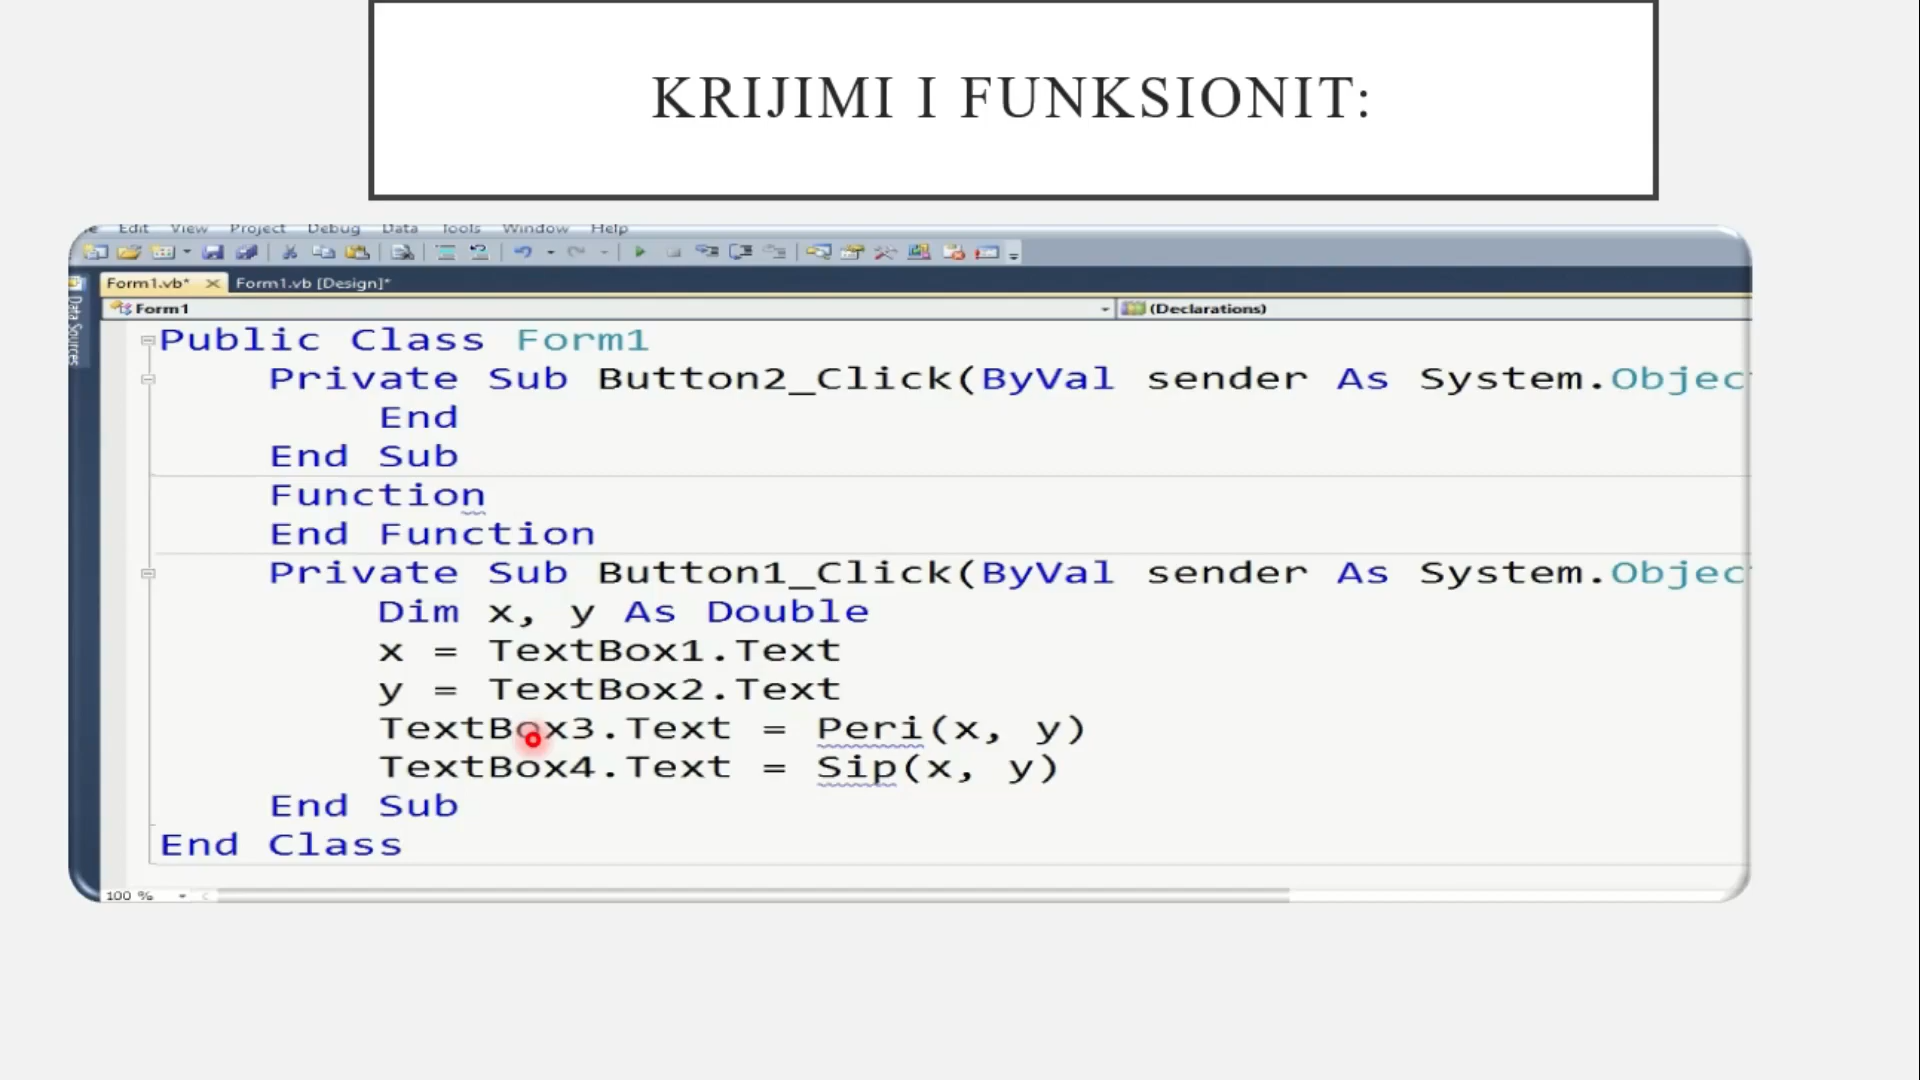 KRIJIMI I FUNKSIONIT:
e Edit View Project Debug Data Tools Window Help
Form1.vb* Form1.vb [Design]*
Data Sources
Form1 (Declarations)
Public Class Form1
Private Sub Button2_Click(ByVal sender As System.Objec
End
End Sub
Function
End Function
Private Sub Button1_Click(ByVal sender As System.Objec
Dim x, y As Double
x = TextBox1.Text
y = TextBox2.Text
TextBox3.Text = Peri(x, y)
TextBox4.Text = Sip(x, y)
End Sub
End Class
100 %